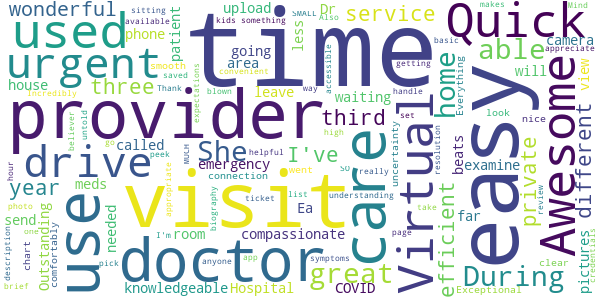 wonderful
used
urgent
phone
upload
Dr
sitting
available
kids something
SMALL
Also
basic
service
Quick
time
patient
less
three
smooth
saved
going
area
Thank
blown
convenient
expectations
leave
way
accessible
getting
handle
home
Everything
able
camera
Mind
appreciate
makes
will
view
Awesome
easy
house
Incredibly
provider
waiting
third
set
Virtual
look
nice
different
private
believer
untold
drive
called
She
go
peek
MUCH
helpful
emergency
I've
high
SO
really
uncertainty
resolution
beats
examine
care
year
hour
meds
connection
biography
appropriate
visit
went
list
understanding
take
efficient
far
review
pictures
send
photo
Outstanding
comfortably
needed
room
ticket
Ea
compassionate
great
page
During
clear
credentials
use
descriptions
chart
one
I'm
doctor
anyone
app
symptoms
brief
pick
knowledgeable
Hospital
COVID
Exceptional